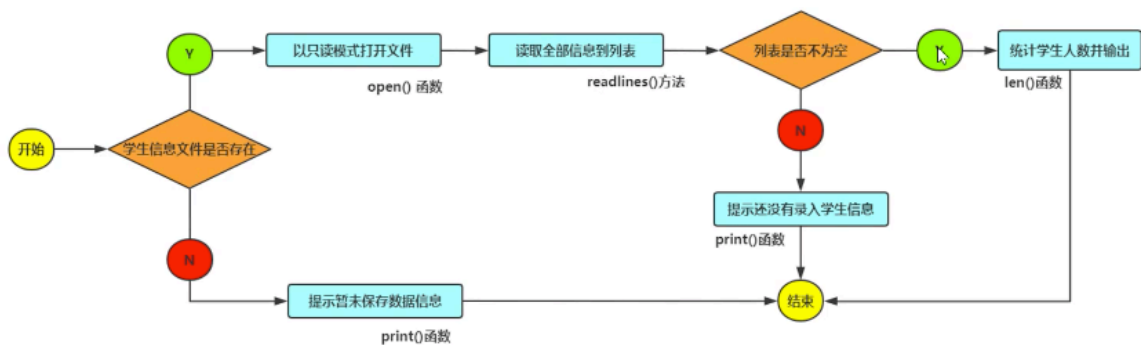 Y
以只读模式打开文件
读取全部信息到列表
列表是否不为空
统计学生人数并输出
open() 函数
readlines()方法
len()函数
开始
学生信息文件是否存在
N
提示还没有录入学生信息
print()函数
N
提示暂未保存数据信息
结束
print()函数